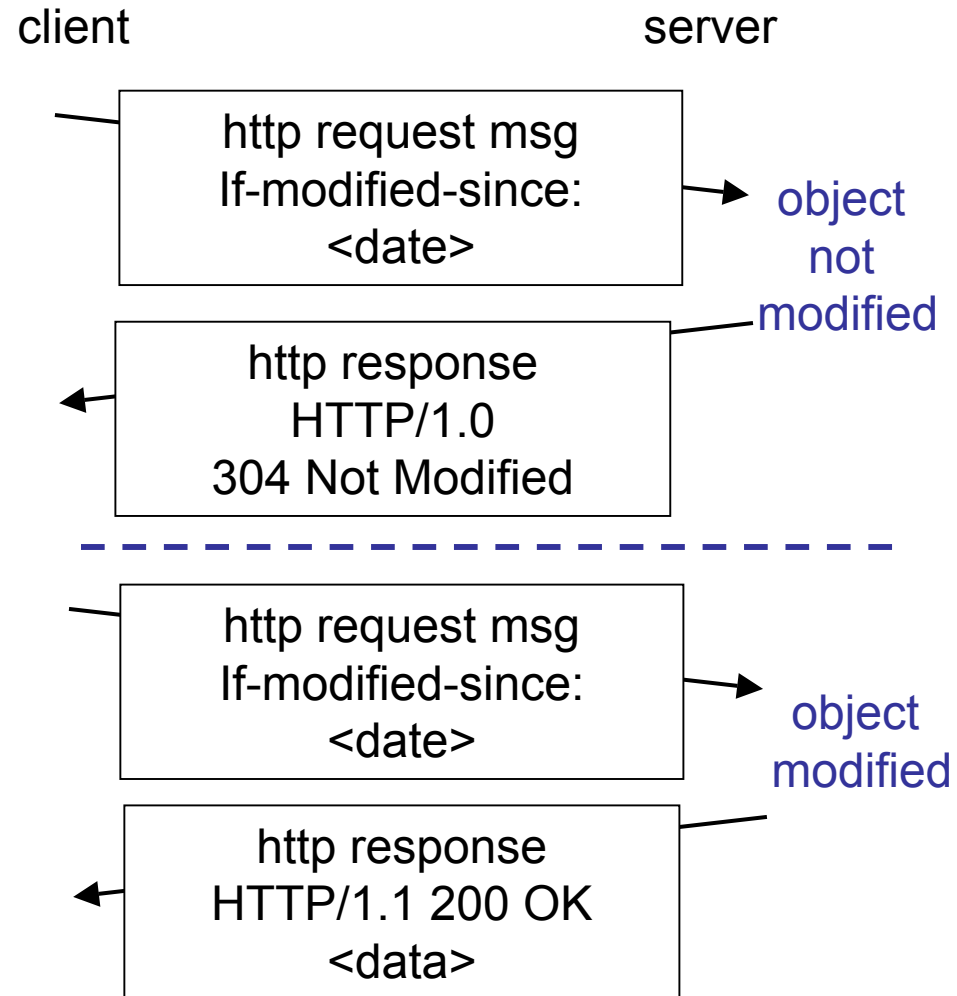 client
server
http request msg
If-modified-since:
<date>
object
not
modified
http response
HTTP/1.0
304 Not Modified
http request msg
If-modified-since:
<date>
object
modified
http response
HTTP/1.1 200 OK
<data>